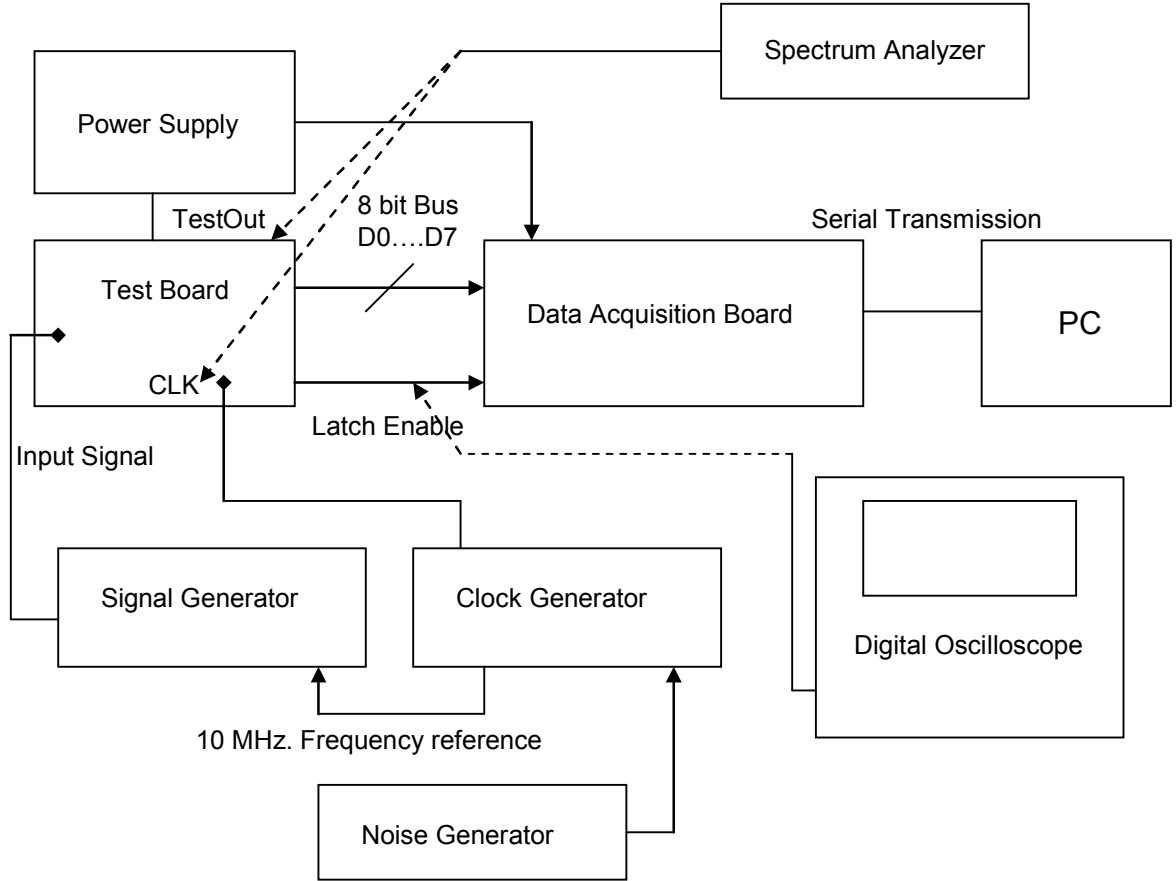 Spectrum Analyzer
Power Supply
TestOut
8 bit Bus
D0....D7
Serial Transmission
Test Board
Data Acquisition Board
PC
CLK
Latch Enable
Input Signal
Signal Generator
Clock Generator
Digital Oscilloscope
10 MHz. Frequency reference
Noise Generator